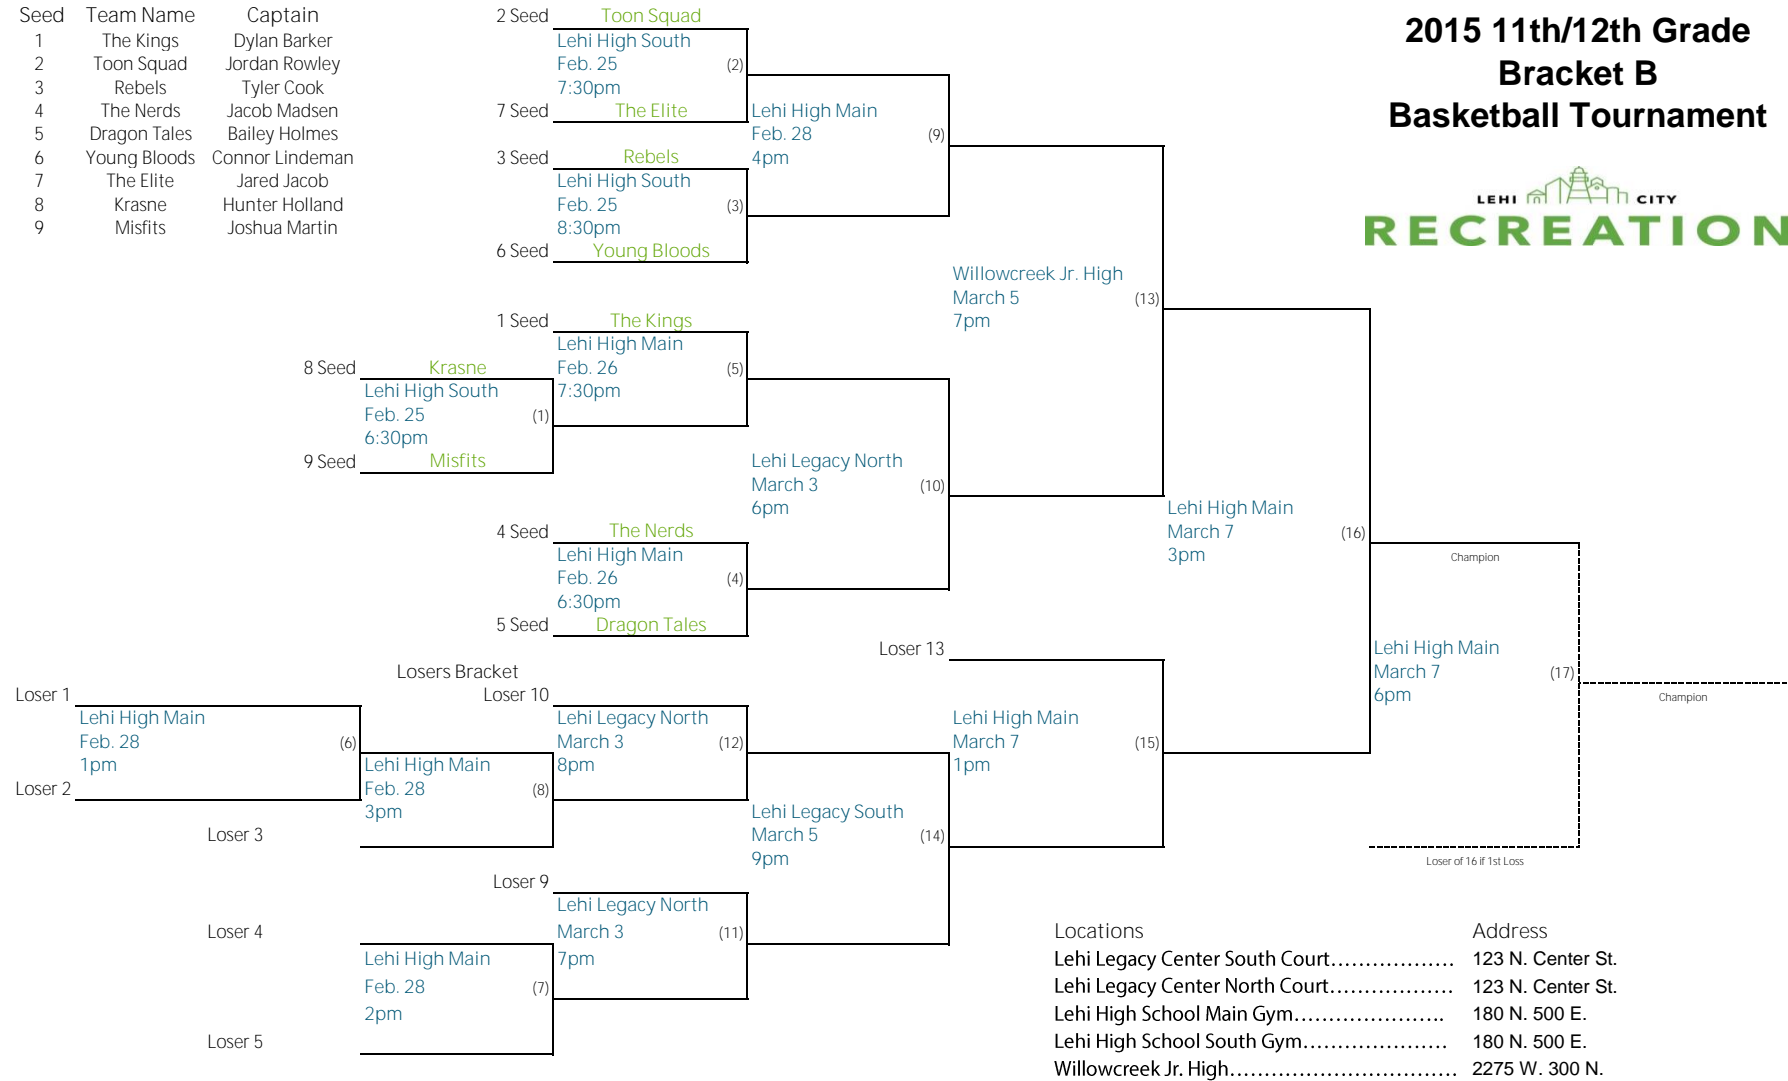 2015 11th/12th Grade
Bracket B
Basketball Tournament
LEHI CITY
RECREATION
Seed Team Name Captain
1 The Kings Dylan Barker
2 Toon Squad Jordan Rowley
3 Rebels Tyler Cook
4 The Nerds Jacob Madsen
5 Dragon Tales Bailey Holmes
6 Young Bloods Connor Lindeman
7 The Elite Jared Jacob
8 Krasne Hunter Holland
9 Misfits Joshua Martin
2 Seed Toon Squad
Lehi High South
Feb. 25 (2)
7:30pm
7 Seed The Elite
Lehi High Main
Feb. 28 (9)
4pm
3 Seed Rebels
Lehi High South
Feb. 25 (3)
8:30pm
6 Seed Young Bloods
Willowcreek Jr. High
March 5 (13)
7pm
1 Seed The Kings
Lehi High Main
Feb. 26 (5)
7:30pm
8 Seed Krasne
Lehi High South
Feb. 25 (1)
6:30pm
9 Seed Misfits
Lehi Legacy North
March 3 (10)
6pm
4 Seed The Nerds
Lehi High Main
Feb. 26 (4)
6:30pm
5 Seed Dragon Tales
Lehi High Main
March 7 (16)
3pm
Champion
Lehi High Main
March 7 (17)
6pm
Champion
Loser of 16 if 1st Loss
Losers Bracket
Loser 13
Loser 1
Lehi High Main
Feb. 28 (6)
1pm
Loser 2
Lehi High Main
Feb. 28 (8)
3pm
Loser 3
Loser 10
Lehi Legacy North
March 3 (12)
8pm
Lehi High Main
March 7 (15)
1pm
Lehi Legacy South
March 5 (14)
9pm
Loser 9
Lehi Legacy North
March 3 (11)
7pm
Loser 4
Lehi High Main
Feb. 28 (7)
2pm
Loser 5
Locations Address
Lehi Legacy Center South Court.................. 123 N. Center St.
Lehi Legacy Center North Court.................. 123 N. Center St.
Lehi High School Main Gym...................... 180 N. 500 E.
Lehi High School South Gym..................... 180 N. 500 E.
Willowcreek Jr. High................................. 2275 W. 300 N.